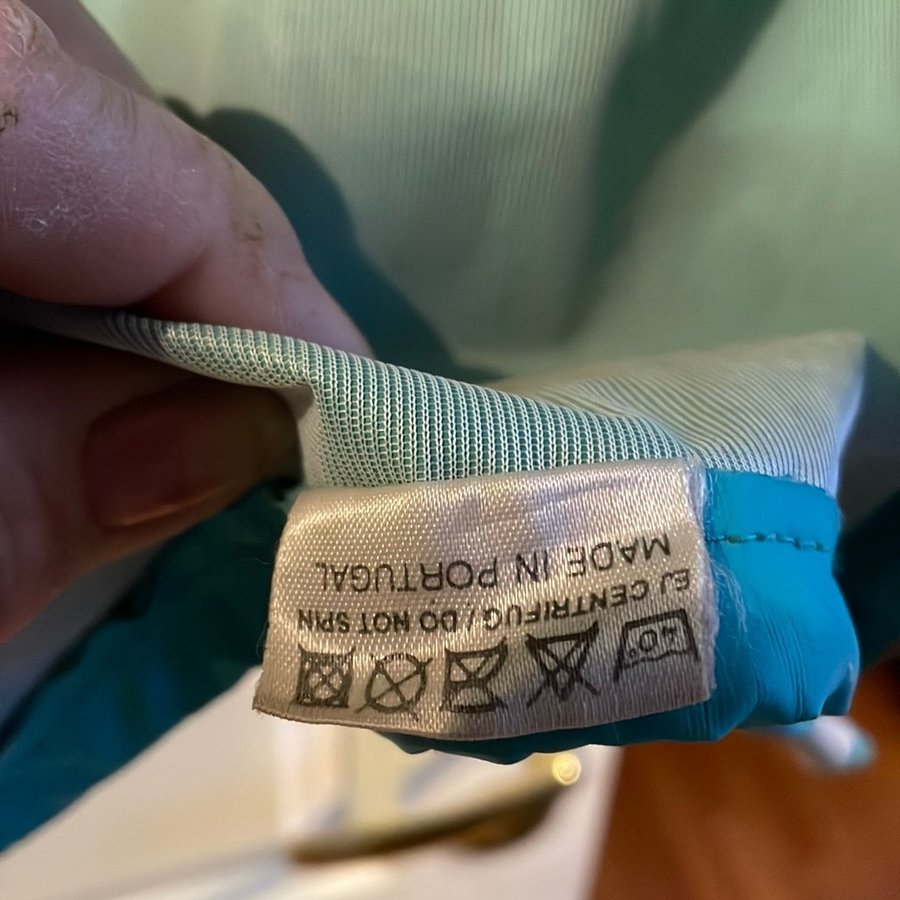 40°
EJ CENTRIFUG / DO NOT SPIN
MADE IN PORTUGAL